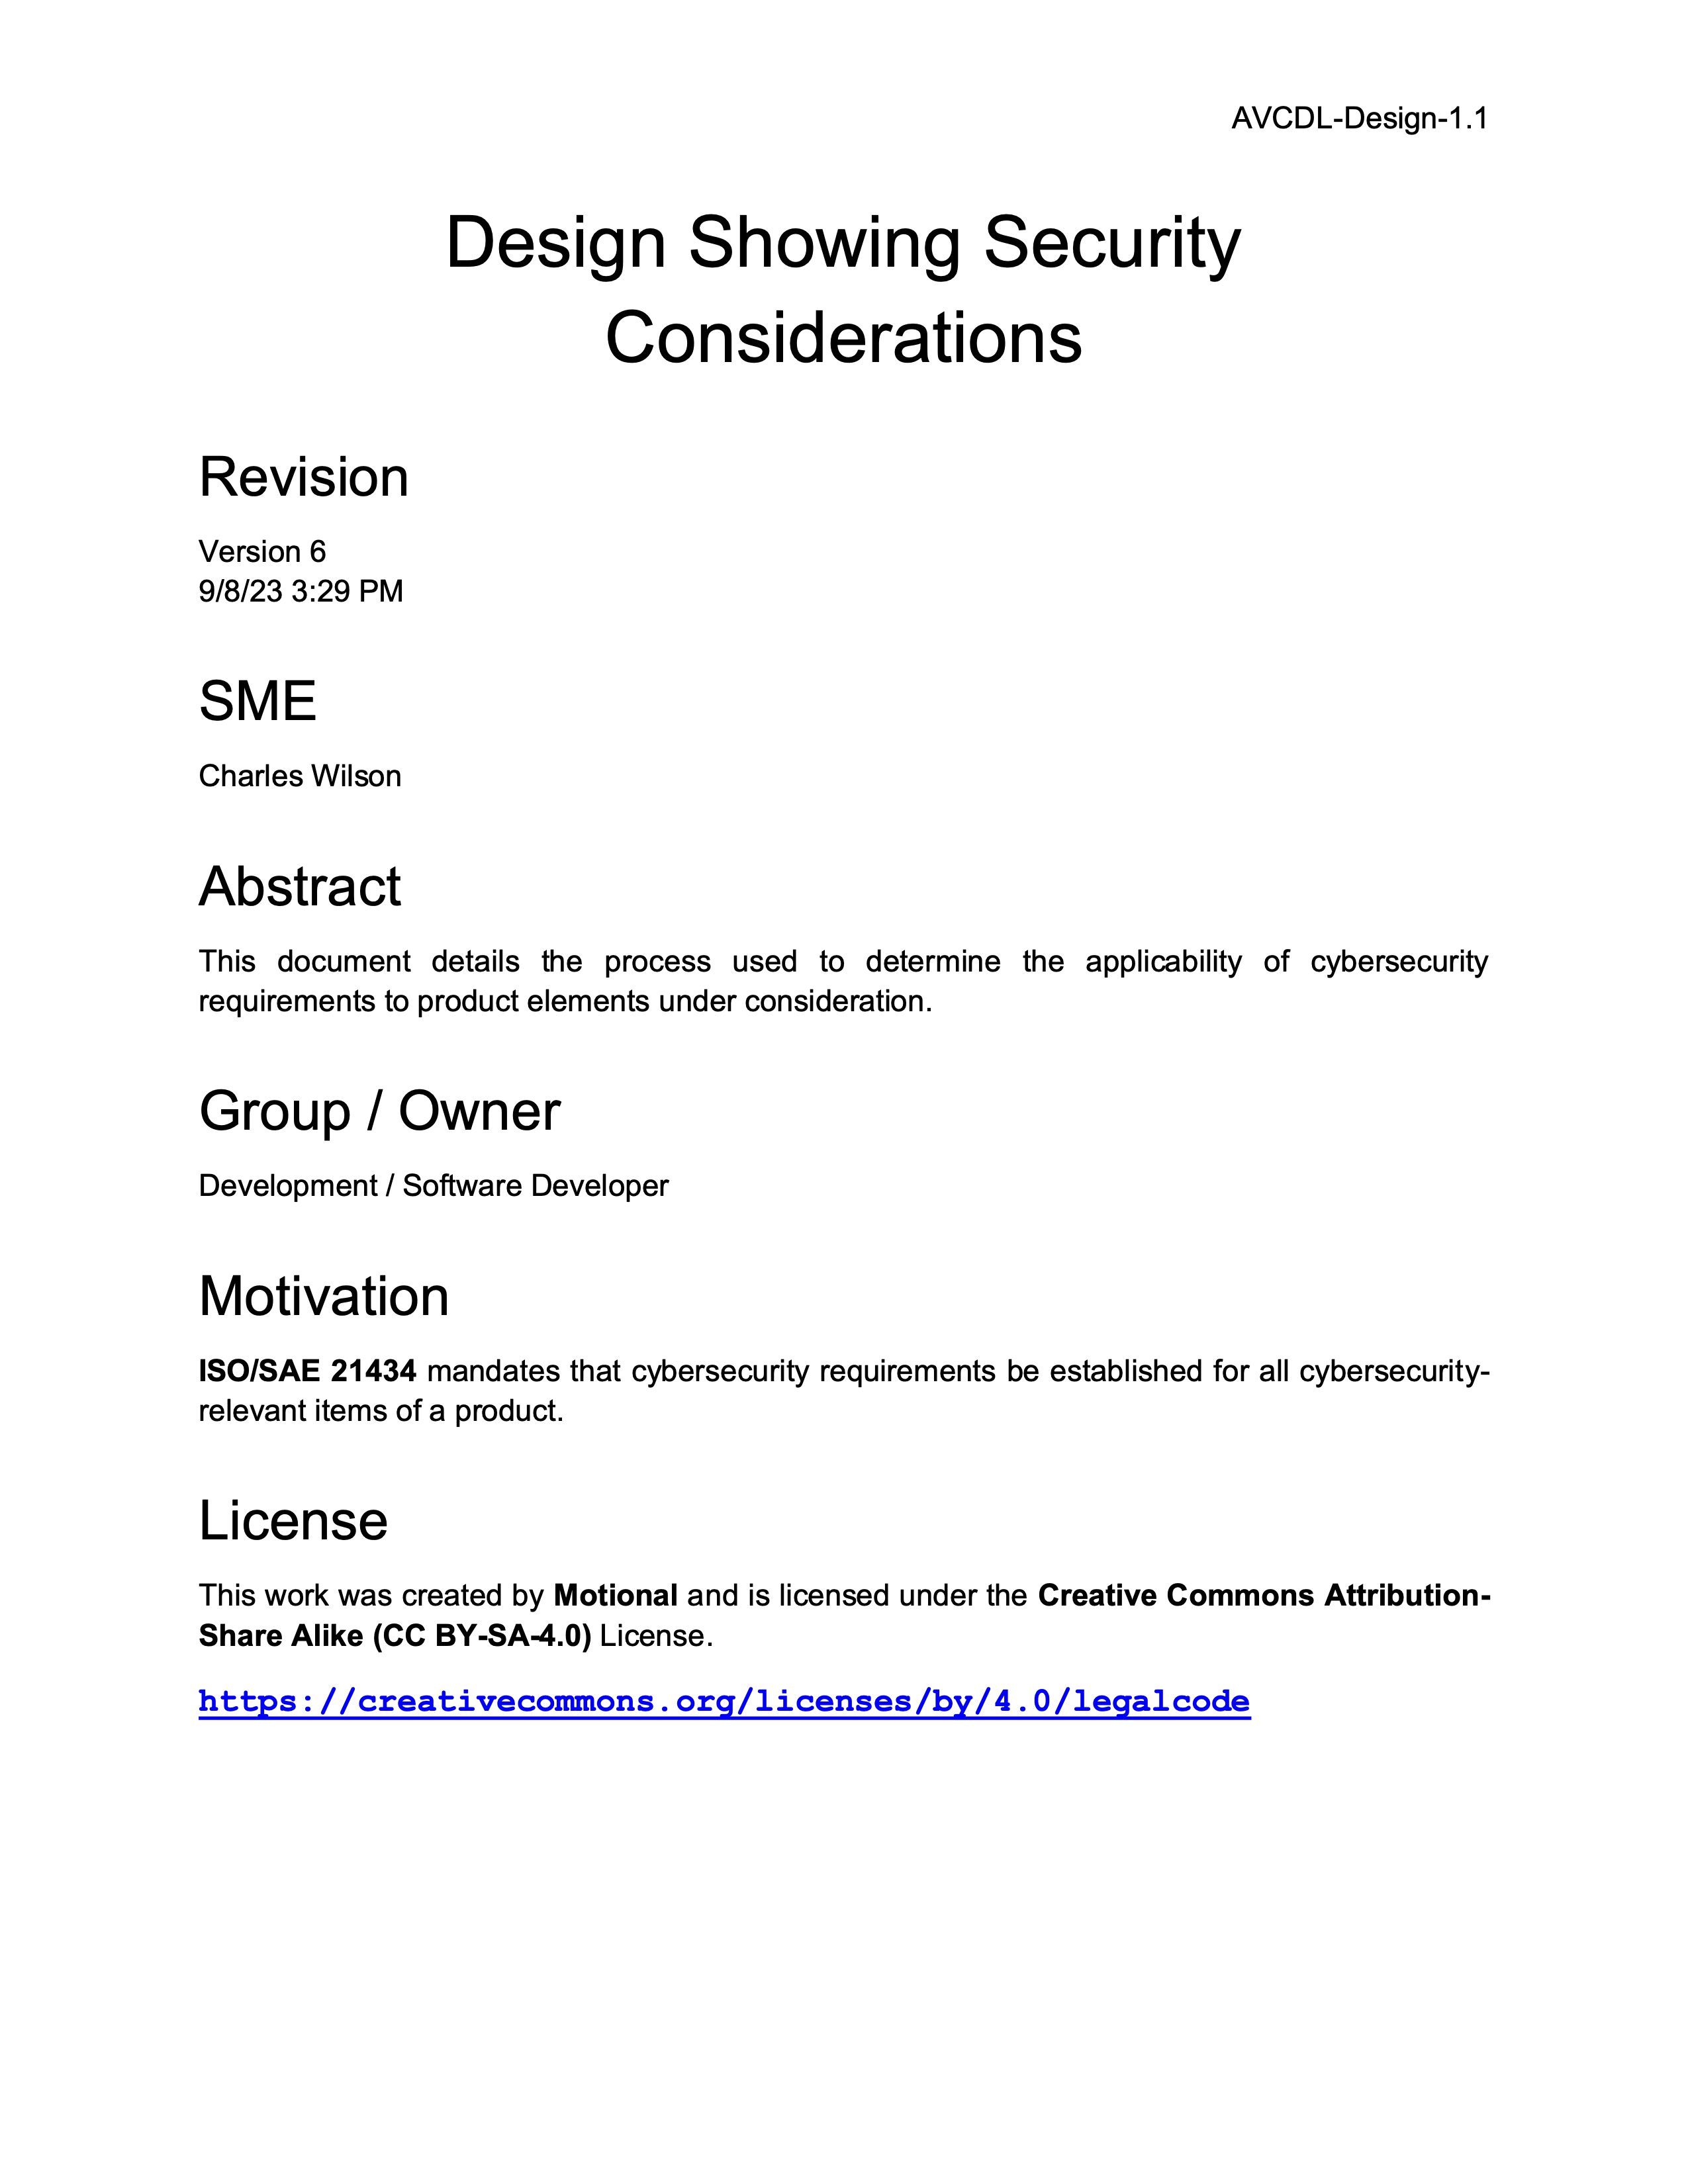 AVCDL-Design-1.1
Design Showing Security
Considerations
Revision
Version 6
9/8/23 3:29 PM
SME
Charles Wilson
Abstract
This document details the process used to determine the applicability of cybersecurity
requirements to product elements under consideration.
Group / Owner
Development / Software Developer
Motivation
ISO/SAE 21434 mandates that cybersecurity requirements be established for all cybersecurity-
relevant items of a product.
License
This work was created by Motional and is licensed under the Creative Commons Attribution-
Share Alike (CC BY-SA-4.0) License.
https://creativecommons.org/licenses/by/4.0/legalcode